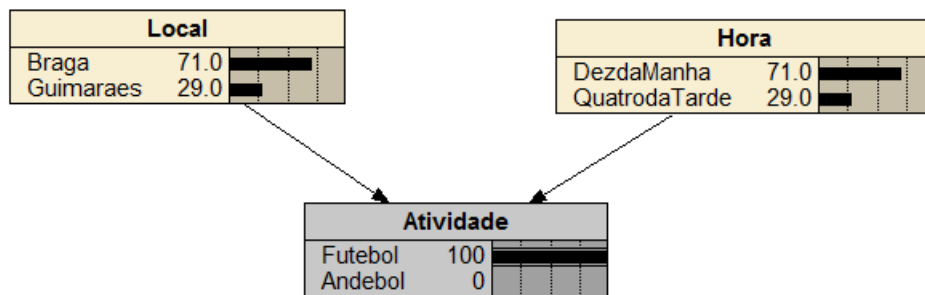 Local
Braga 71.0
Guimaraes 29.0
Hora
DezdaManha 71.0
QuatrodaTarde 29.0
Atividade
Futebol 100
Andebol 0